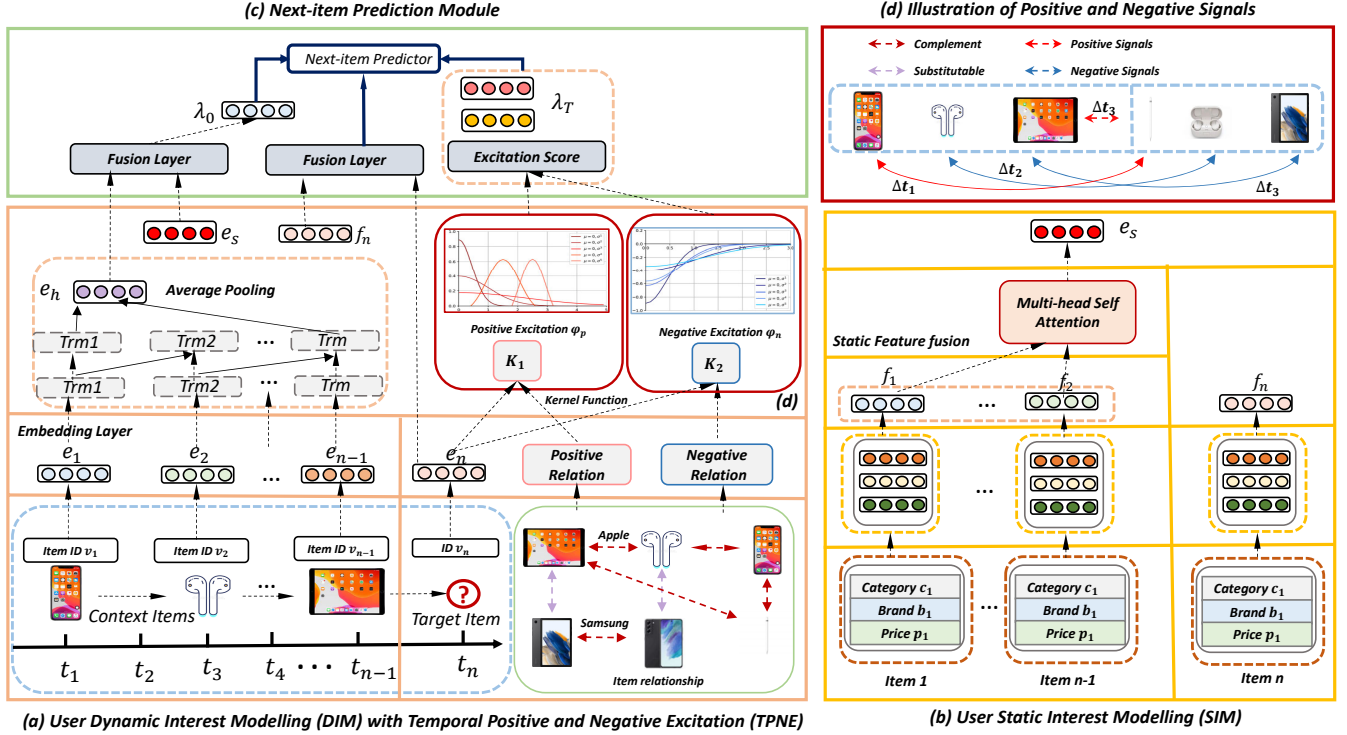 (c) Next-item Prediction Module
Next-item Predictor
λ0
λT
Fusion Layer
Fusion Layer
Excitation Score
es
fn
eh
Average Pooling
Trm1
Trm2
...
Trm
Trm1
Trm2
...
Trm
Positive Excitation φp
Negative Excitation φn
K1
K2
Kernel Function
(d)
Embedding Layer
e1
e2
...
en−1
en
Positive
Relation
Negative
Relation
Item ID v1
Item ID v2
Item ID vn−1
ID vn
Context Items
...
?
Target Item
t1
t2
t3
t4
...
tn−1
tn
Apple
Samsung
Item relationship
(a) User Dynamic Interest Modelling (DIM) with Temporal Positive and Negative Excitation (TPNE)
(d) Illustration of Positive and Negative Signals
Complement
Positive Signals
Substitutable
Negative Signals
Δt3
Δt1
Δt2
Δt3
es
Multi-head Self
Attention
Static Feature fusion
f1
...
f2
fn
...
Category c1
Brand b1
Price p1
...
Category c1
Brand b1
Price p1
Category c1
Brand b1
Price p1
Item 1
Item n-1
Item n
(b) User Static Interest Modelling (SIM)